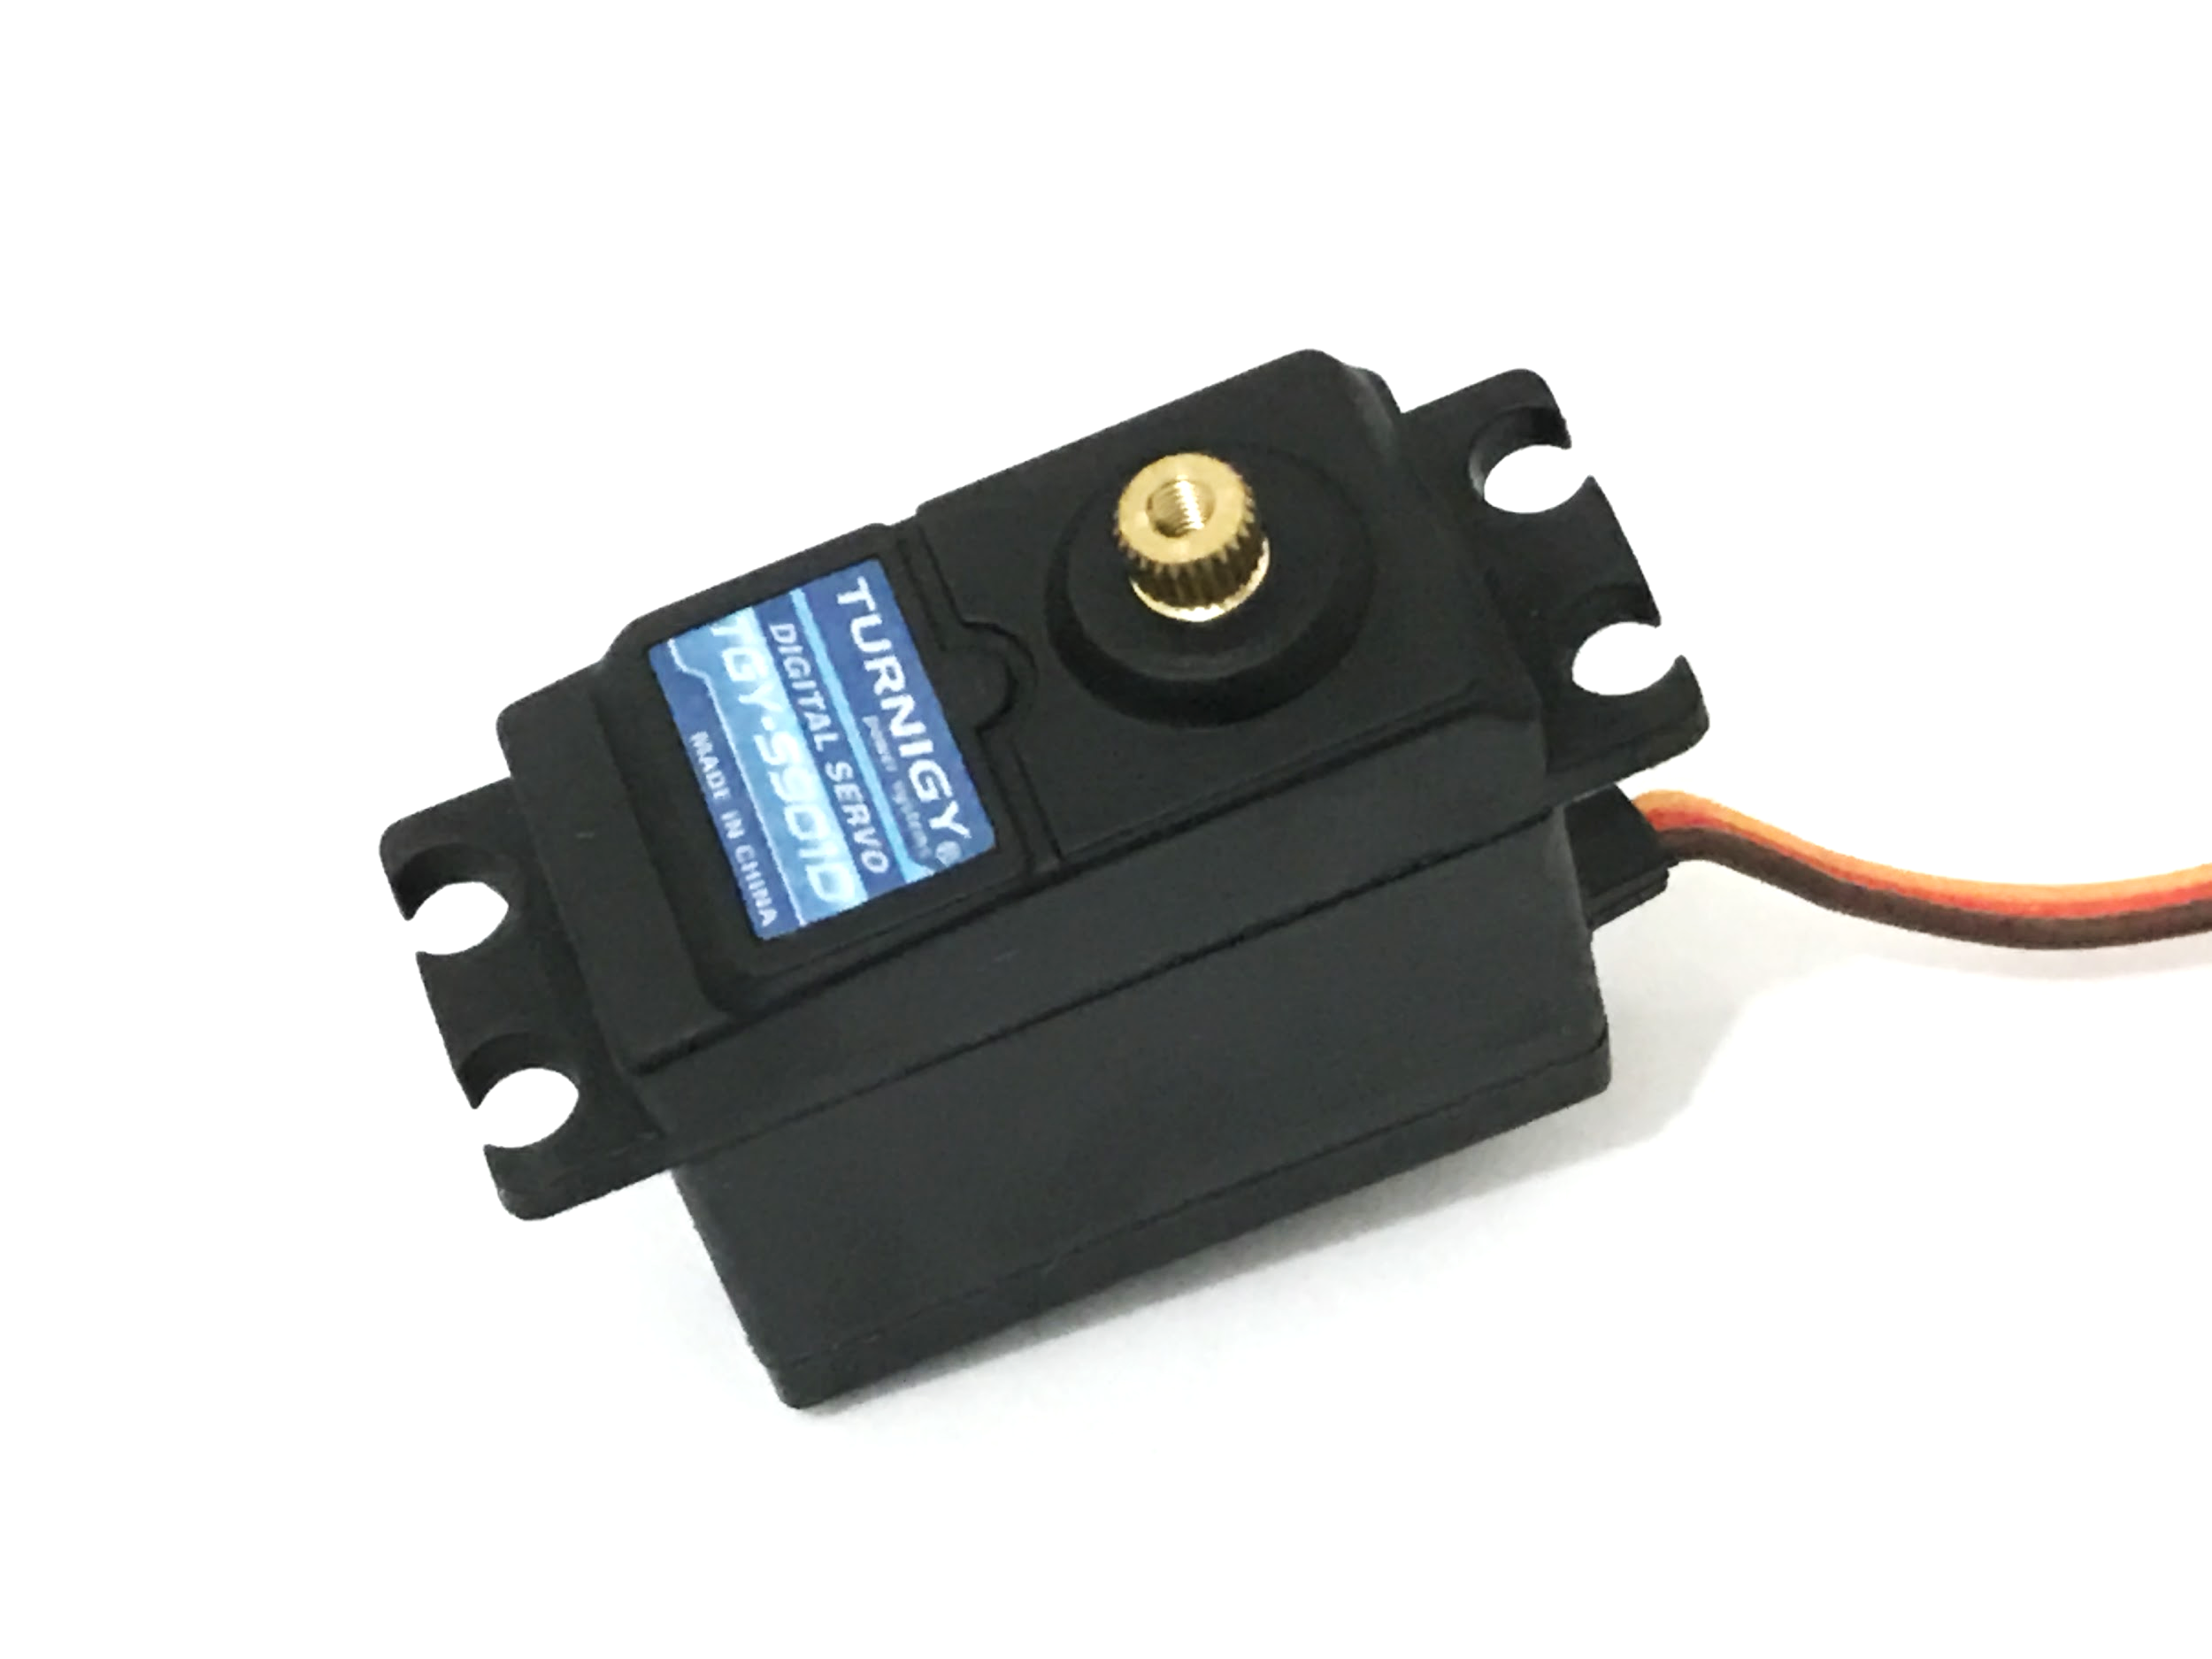 TURNIGY®
power systems
DIGITAL SERVO
TGY-S901D
MADE IN CHINA